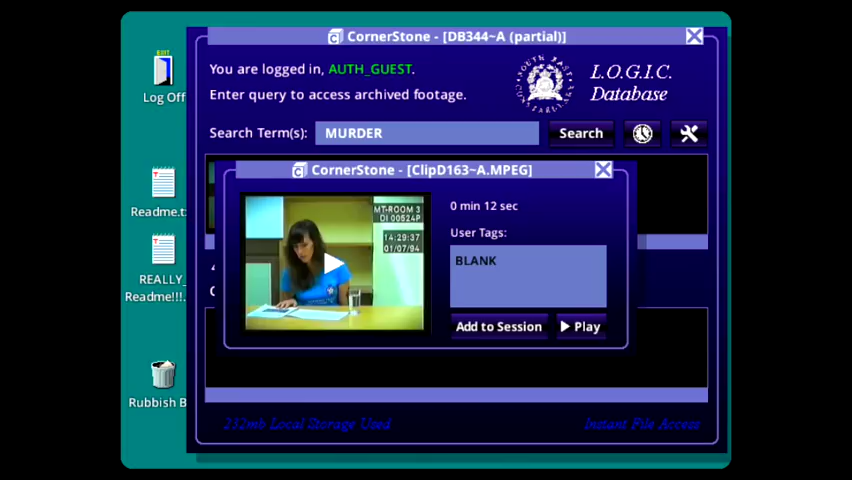 CornerStone - [DB344~A (partial)]
EXIT
Log Off
You are logged in, AUTH_GUEST.
Enter query to access archived footage.
L.O.G.I.C.
Database
Search Term(s):
MURDER
Search
CornerStone - [ClipD163~A.MPEG]
MT-ROOM 3
DI 00524P
14:29:37
01/07/94
0 min 12 sec
User Tags:
BLANK
Add to Session
Play
Readme.t
REALLY_
Readme!!!.
Rubbish B
232mb Local Storage Used
Instant File Access